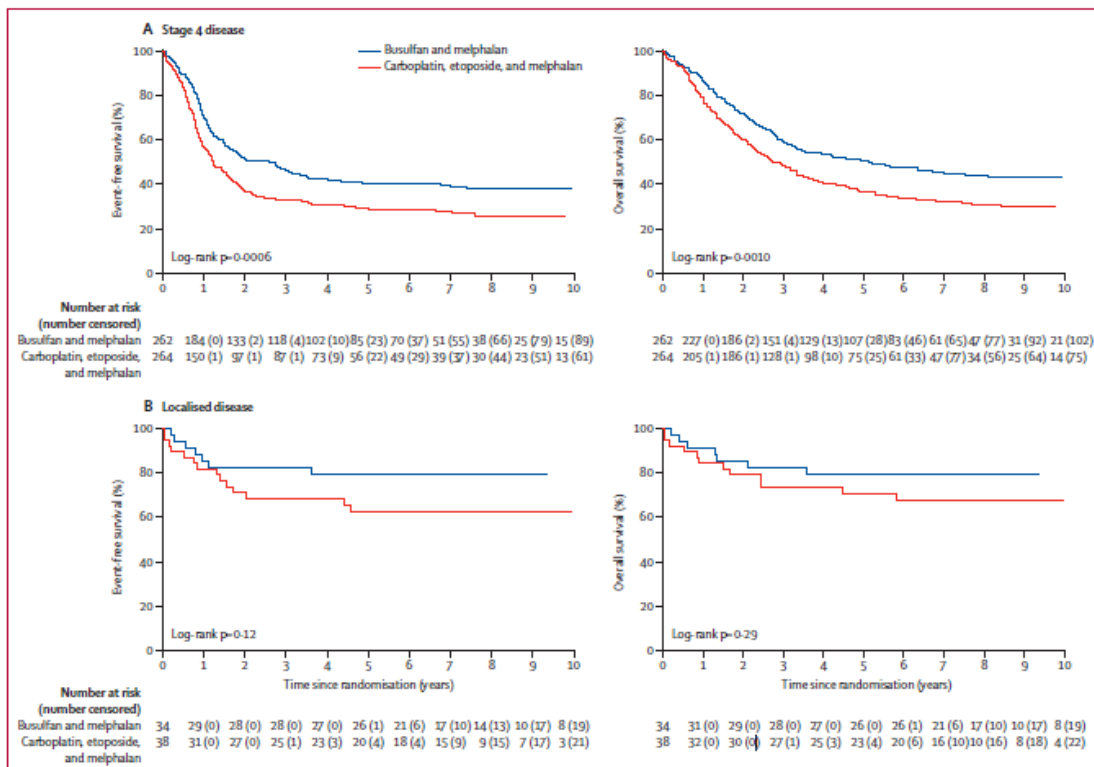 A Stage 4 disease
Busulfan and melphalan
Carboplatin, etoposide, and melphalan
Event-free survival (%)
100
80
60
40
20
0
Log-rank p=0·0006
0 1 2 3 4 5 6 7 8 9 10
Overall survival (%)
100
80
60
40
20
0
Log-rank p=0·0010
0 1 2 3 4 5 6 7 8 9 10
Number at risk
(number censored)
Busulfan and melphalan 262 184 (0) 133 (2) 118 (4) 102 (10) 85 (23) 70 (37) 51 (55) 38 (66) 25 (79) 15 (89) 262 227 (0) 186 (2) 151 (4) 129 (13) 107 (28) 83 (46) 61 (65) 47 (77) 31 (92) 21 (102)
Carboplatin, etoposide, 264 150 (1) 97 (1) 87 (1) 73 (9) 56 (22) 49 (29) 39 (37) 30 (44) 23 (51) 13 (61) 264 205 (1) 186 (1) 128 (1) 98 (10) 75 (25) 61 (33) 47 (77) 34 (56) 25 (64) 14 (75)
and melphalan
B Localised disease
Event-free survival (%)
100
80
60
40
20
0
Log-rank p=0·12
0 1 2 3 4 5 6 7 8 9 10
Time since randomisation (years)
Overall survival (%)
100
80
60
40
20
0
Log-rank p=0·29
0 1 2 3 4 5 6 7 8 9 10
Time since randomisation (years)
Number at risk
(number censored)
Busulfan and melphalan 34 29 (0) 28 (0) 28 (0) 27 (0) 26 (1) 21 (6) 17 (10) 14 (13) 10 (17) 8 (19) 34 31 (0) 29 (0) 28 (0) 27 (0) 26 (0) 26 (1) 21 (6) 17 (10) 10 (17) 8 (19)
Carboplatin, etoposide, 38 31 (0) 27 (0) 25 (1) 23 (3) 20 (4) 18 (4) 15 (9) 9 (15) 7 (17) 3 (21) 38 32 (0) 30 (0) 27 (1) 25 (3) 23 (4) 20 (6) 16 (10) 10 (16) 8 (18) 4 (22)
and melphalan